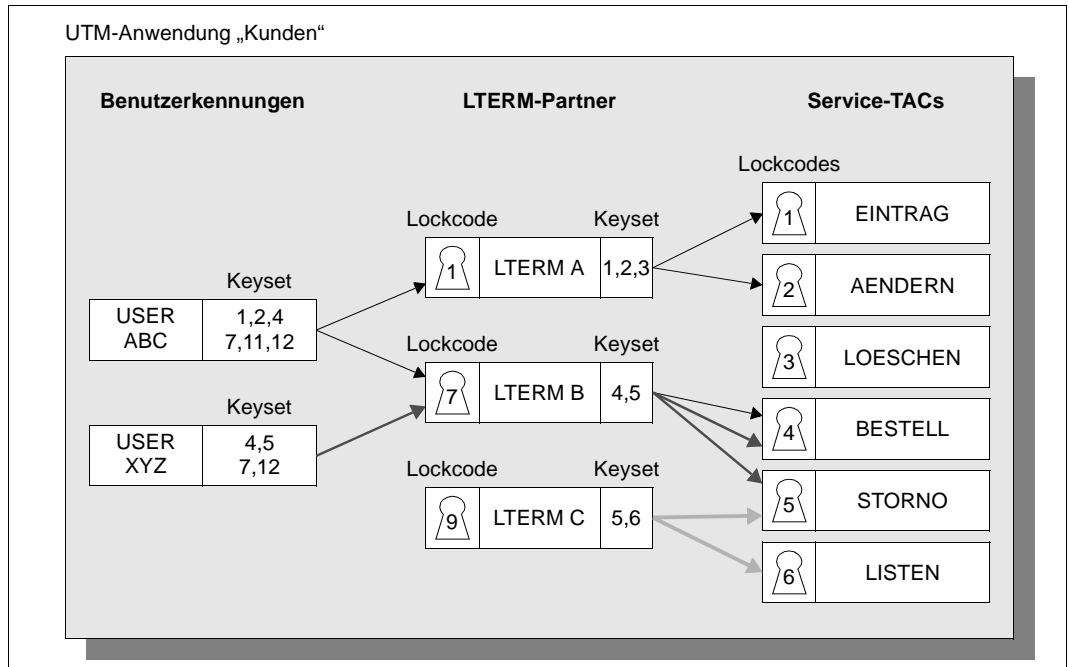 UTM-Anwendung „Kunden“
Benutzerkennungen
LTERM-Partner
Service-TACs
Lockcodes
1 EINTRAG
Lockcode
Keyset
1 LTERM A 1,2,3
2 AENDERN
Keyset
USER
ABC
1,2,4
7,11,12
Lockcode
Keyset
3 LOESCHEN
7 LTERM B 4,5
Keyset
4 BESTELL
USER
XYZ
4,5
7,12
Lockcode
Keyset
5 STORNO
9 LTERM C 5,6
6 LISTEN